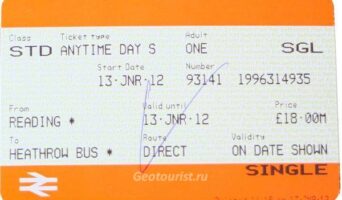 Class Ticket type Adult
STD ANYTIME DAY S ONE SGL
Start date Number
13·JNR·12 93141 1996314935
From Valid until Price
READING * 13·JNR·12 £18·00M
To Route Validity
HEATHROW BUS * DIRECT ON DATE SHOWN
SINGLE
Geotourist.ru